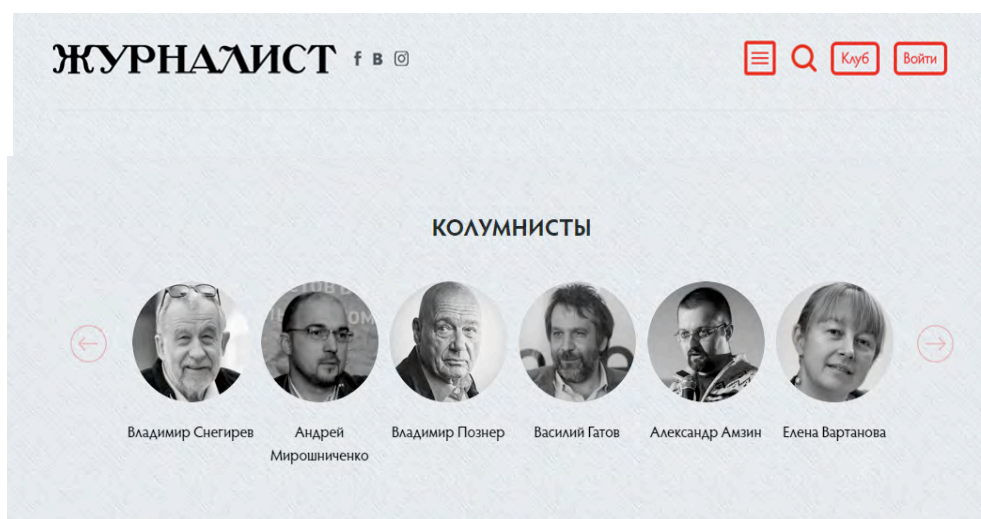 ЖУРНАЛИСТ f В
Клуб Войти
КОЛУМНИСТЫ
Владимир Снегирев
Андрей
Мирошниченко
Владимир Познер
Василий Гатов
Александр Амзин
Елена Вартанова